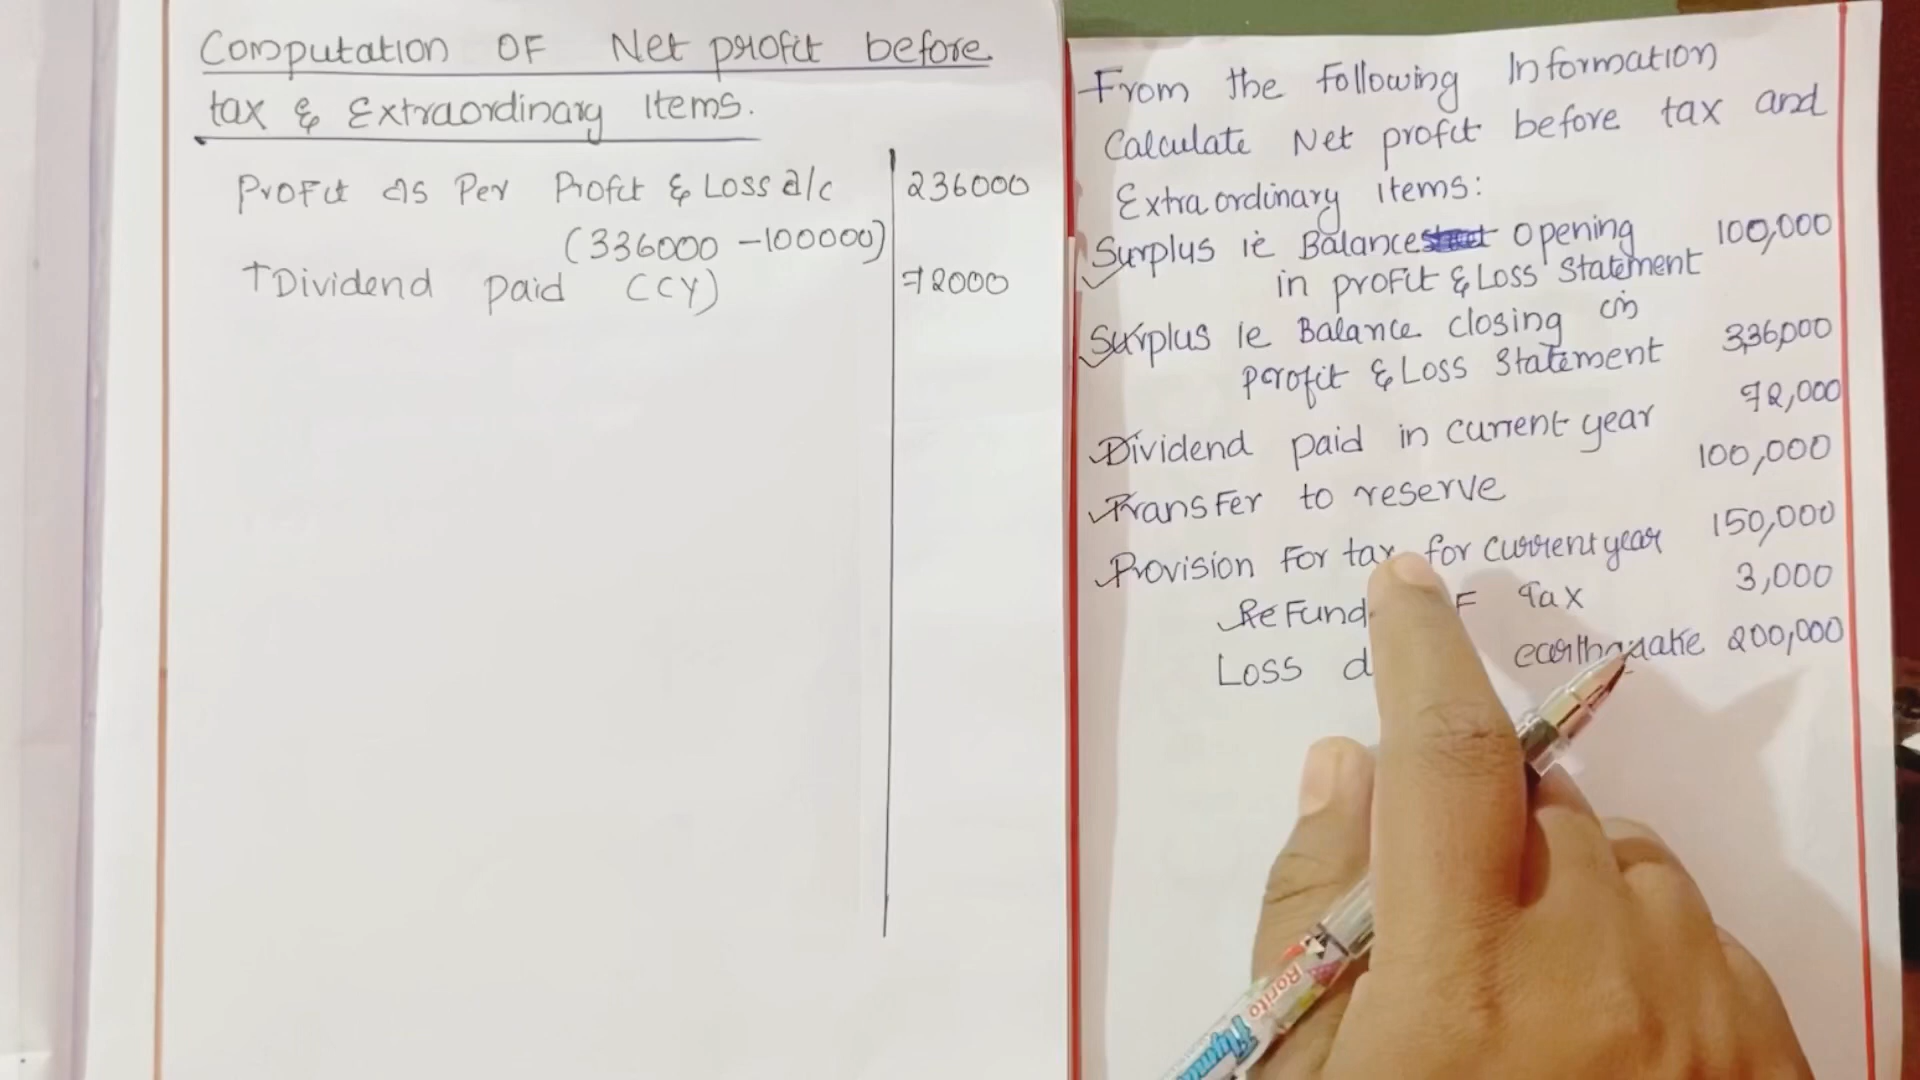 Computation OF Net profit before
tax & Extraordinary Items.
Profit as Per Profit & Loss a/c 236000
(336000 - 100000)
+Dividend paid (CY) 72000
From the Following Information
Calculate Net profit before tax and
Extraordinary items:
Surplus ie Balance Opening 100,000
in profit & Loss Statement
Surplus ie Balance closing in
profit & Loss Statement 336,000
Dividend paid in current year 72,000
Transfer to reserve 100,000
Provision For tax for current year 150,000
ReFund F Tax 3,000
Loss d earthquake 200,000
Rorito